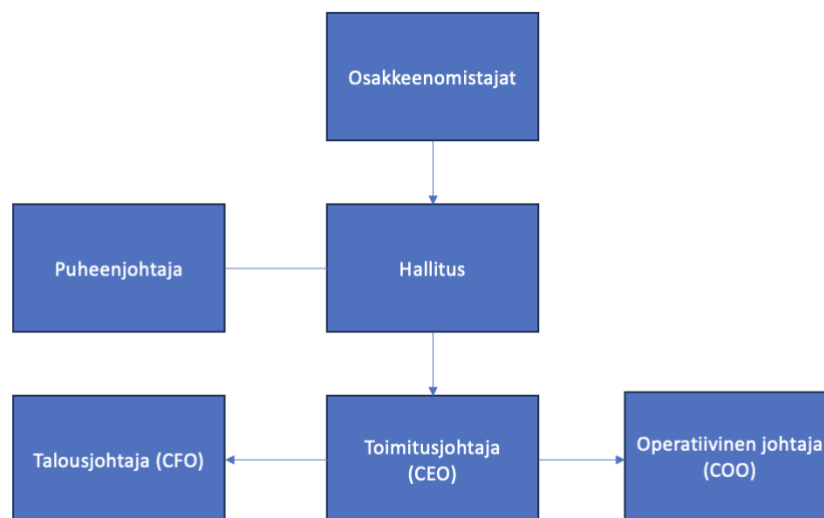 Osakkeenomistajat
Puheenjohtaja
Hallitus
Talousjohtaja (CFO)
Toimitusjohtaja
(CEO)
Operatiivinen johtaja
(COO)